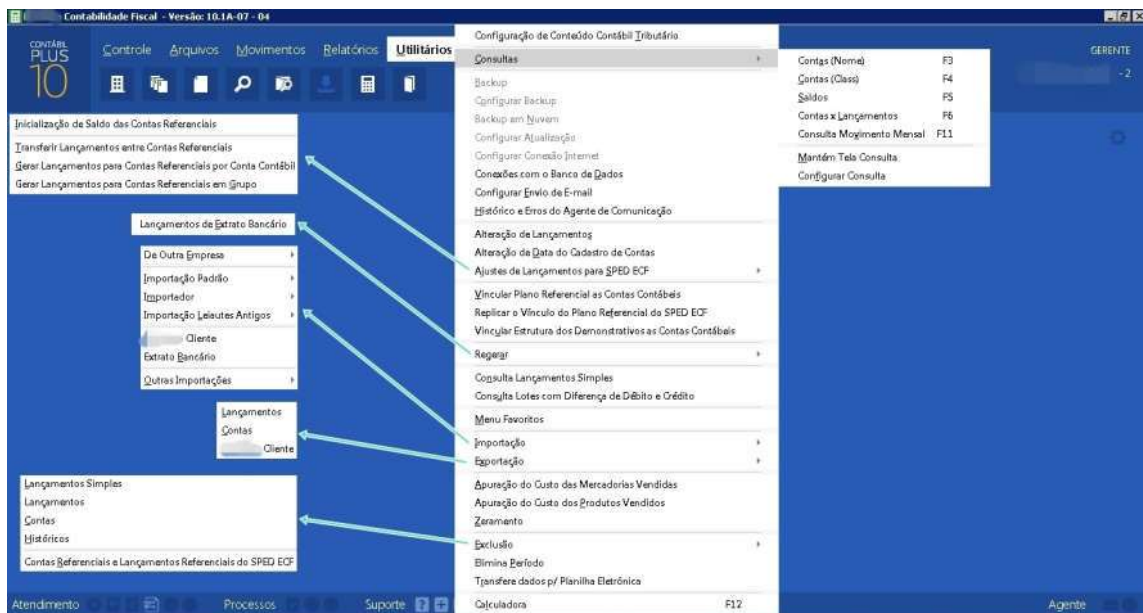 Contabilidade Fiscal - Versão: 10.1A-07 - 04
CONTÁBIL
PLUS
10
Controle Arquivos Movimentos Relatórios Utilitários
GERENTE
- 2
Configuração de Conteúdo Contábil Tributário
Consultas
Backup
Configurar Backup
Backup em Nuvem
Configurar Atualização
Configurar Conexão Internet
Conexões com o Banco de Dados
Configurar Envio de E-mail
Histórico e Erros do Agente de Comunicação
Alteração de Lançamentos
Alteração de Data do Cadastro de Contas
Ajustes de Lançamentos para SPED ECF
Vincular Plano Referencial as Contas Contábeis
Replicar o Vínculo do Plano Referencial do SPED ECF
Vincular Estrutura dos Demonstrativos as Contas Contábeis
Regerar
Consulta Lançamentos Simples
Consulta Lotes com Diferença de Débito e Crédito
Menu Favoritos
Importação
Exportação
Apuração do Custo das Mercadorias Vendidas
Apuração do Custo dos Produtos Vendidos
Zeramento
Exclusão
Elimina Período
Transfere dados p/ Planilha Eletrônica
Calculadora F12
Contas (Nome) F3
Contas (Class) F4
Saldos F5
Contas x Lançamentos F6
Consulta Movimento Mensal F11
Mantém Tela Consulta
Configurar Consulta
Inicialização de Saldo das Contas Referenciais
Transferir Lançamentos entre Contas Referenciais
Gerar Lançamentos para Contas Referenciais por Conta Contábil
Gerar Lançamentos para Contas Referenciais em Grupo
Lançamentos de Extrato Bancário
De Outra Empresa
Importação Padrão
Importador
Importação Leiautes Antigos
Cliente
Extrato Bancário
Outras Importações
Lançamentos
Contas
Cliente
Lançamentos Simples
Lançamentos
Contas
Históricos
Contas Referenciais e Lançamentos Referenciais do SPED ECF
Atendimento Processos Suporte Agente